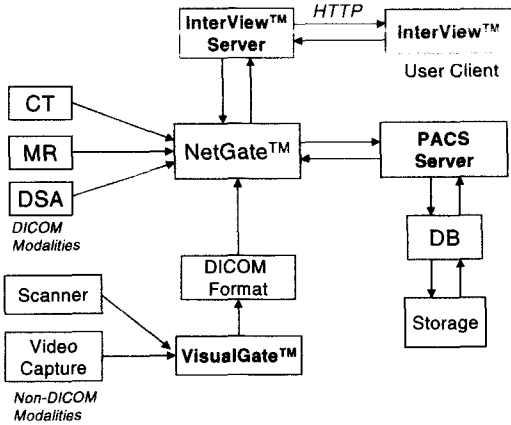 InterView™
Server
HTTP
InterView™
User Client
CT
MR
DSA
DICOM
Modalities
NetGate™
PACS
Server
DB
Storage
DICOM
Format
Scanner
Video
Capture
VisualGate™
Non-DICOM
Modalities